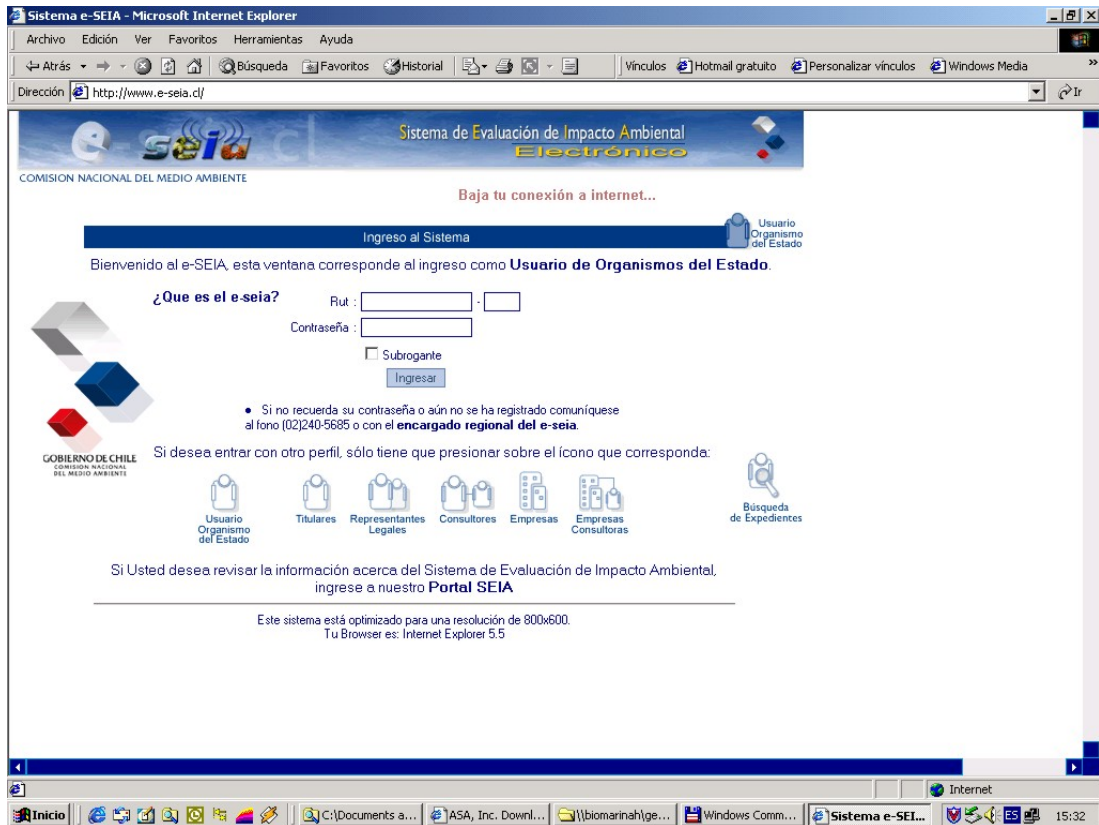 Sistema e-SEIA - Microsoft Internet Explorer
Archivo Edición Ver Favoritos Herramientas Ayuda
Atrás Búsqueda Favoritos Historial Vínculos Hotmail gratuito Personalizar vínculos Windows Media »
Dirección http://www.e-seia.cl/ Ir
e-seia.cl
Sistema de Evaluación de Impacto Ambiental
Electrónico
COMISION NACIONAL DEL MEDIO AMBIENTE
Baja tu conexión a internet...
Ingreso al Sistema
Usuario
Organismo
del Estado
Bienvenido al e-SEIA, esta ventana corresponde al ingreso como Usuario de Organismos del Estado.
¿Que es el e-seia?
Rut : -
Contraseña :
Subrogante
Ingresar
• Si no recuerda su contraseña o aún no se ha registrado comuníquese
al fono (02)240-5685 o con el encargado regional del e-seia.
GOBIERNO DE CHILE
COMISION NACIONAL
DEL MEDIO AMBIENTE
Si desea entrar con otro perfil, sólo tiene que presionar sobre el ícono que corresponda:
Usuario
Organismo
del Estado
Titulares
Representantes
Legales
Consultores
Empresas
Empresas
Consultoras
Búsqueda
de Expedientes
Si Usted desea revisar la información acerca del Sistema de Evaluación de Impacto Ambiental,
ingrese a nuestro Portal SEIA
Este sistema está optimizado para una resolución de 800x600.
Tu Browser es: Internet Explorer 5.5
Internet
Inicio C:\Documents a... ASA, Inc. Downl... \\biomarinah\ge... Windows Comm... Sistema e-SEI... ES 15:32